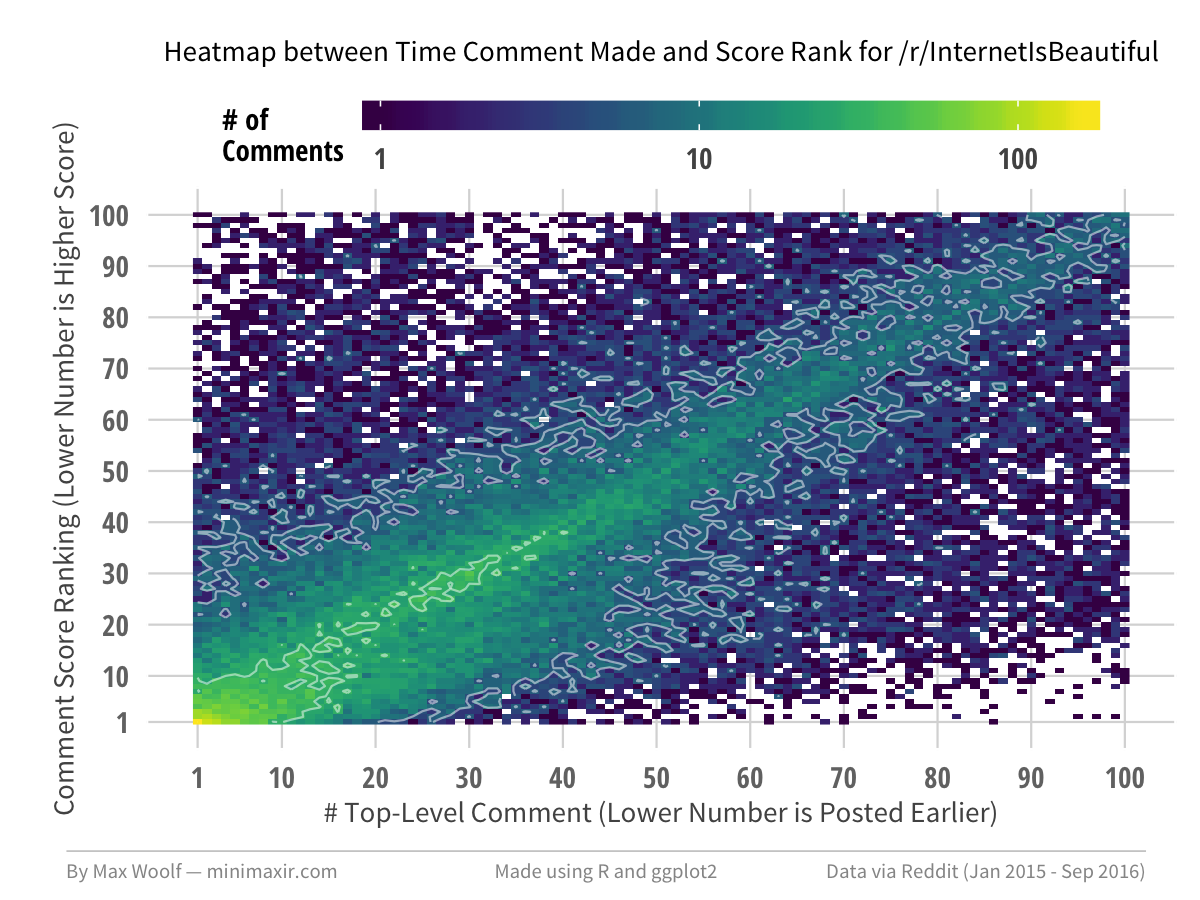 Heatmap between Time Comment Made and Score Rank for /r/InternetIsBeautiful
# of
Comments
1 10 100
Comment Score Ranking (Lower Number is Higher Score)
100
90
80
70
60
50
40
30
20
10
1
1 10 20 30 40 50 60 70 80 90 100
# Top-Level Comment (Lower Number is Posted Earlier)
By Max Woolf — minimaxir.com Made using R and ggplot2 Data via Reddit (Jan 2015 - Sep 2016)